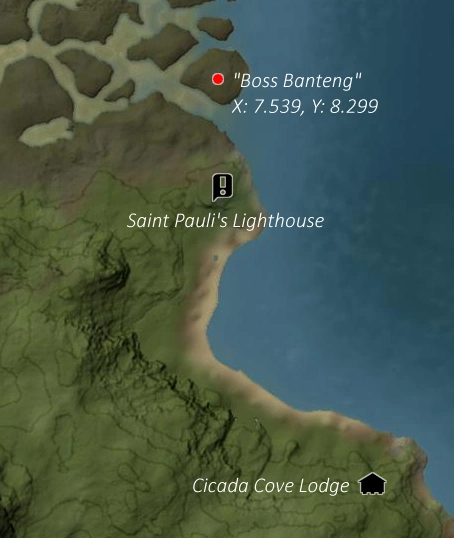 "Boss Banteng"
X: 7.539, Y: 8.299
Saint Pauli's Lighthouse
Cicada Cove Lodge